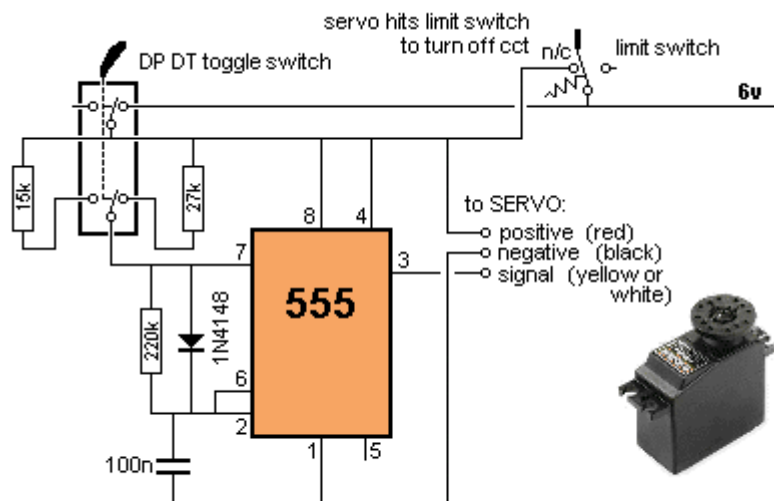 servo hits limit switch
to turn off cct
n/c
limit switch
DP DT toggle switch
6v
15k
27k
to SERVO:
positive (red)
negative (black)
signal (yellow or
white)
8
4
7
3
555
220k
1N4148
6
2
1
5
100n